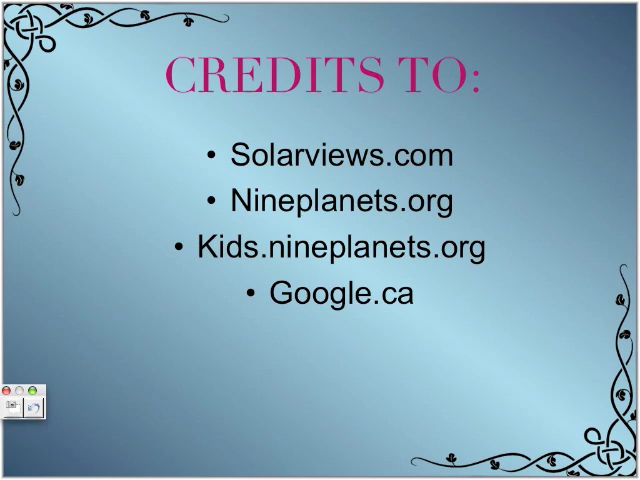 CREDITS TO:
• Solarviews.com
• Nineplanets.org
• Kids.nineplanets.org
• Google.ca